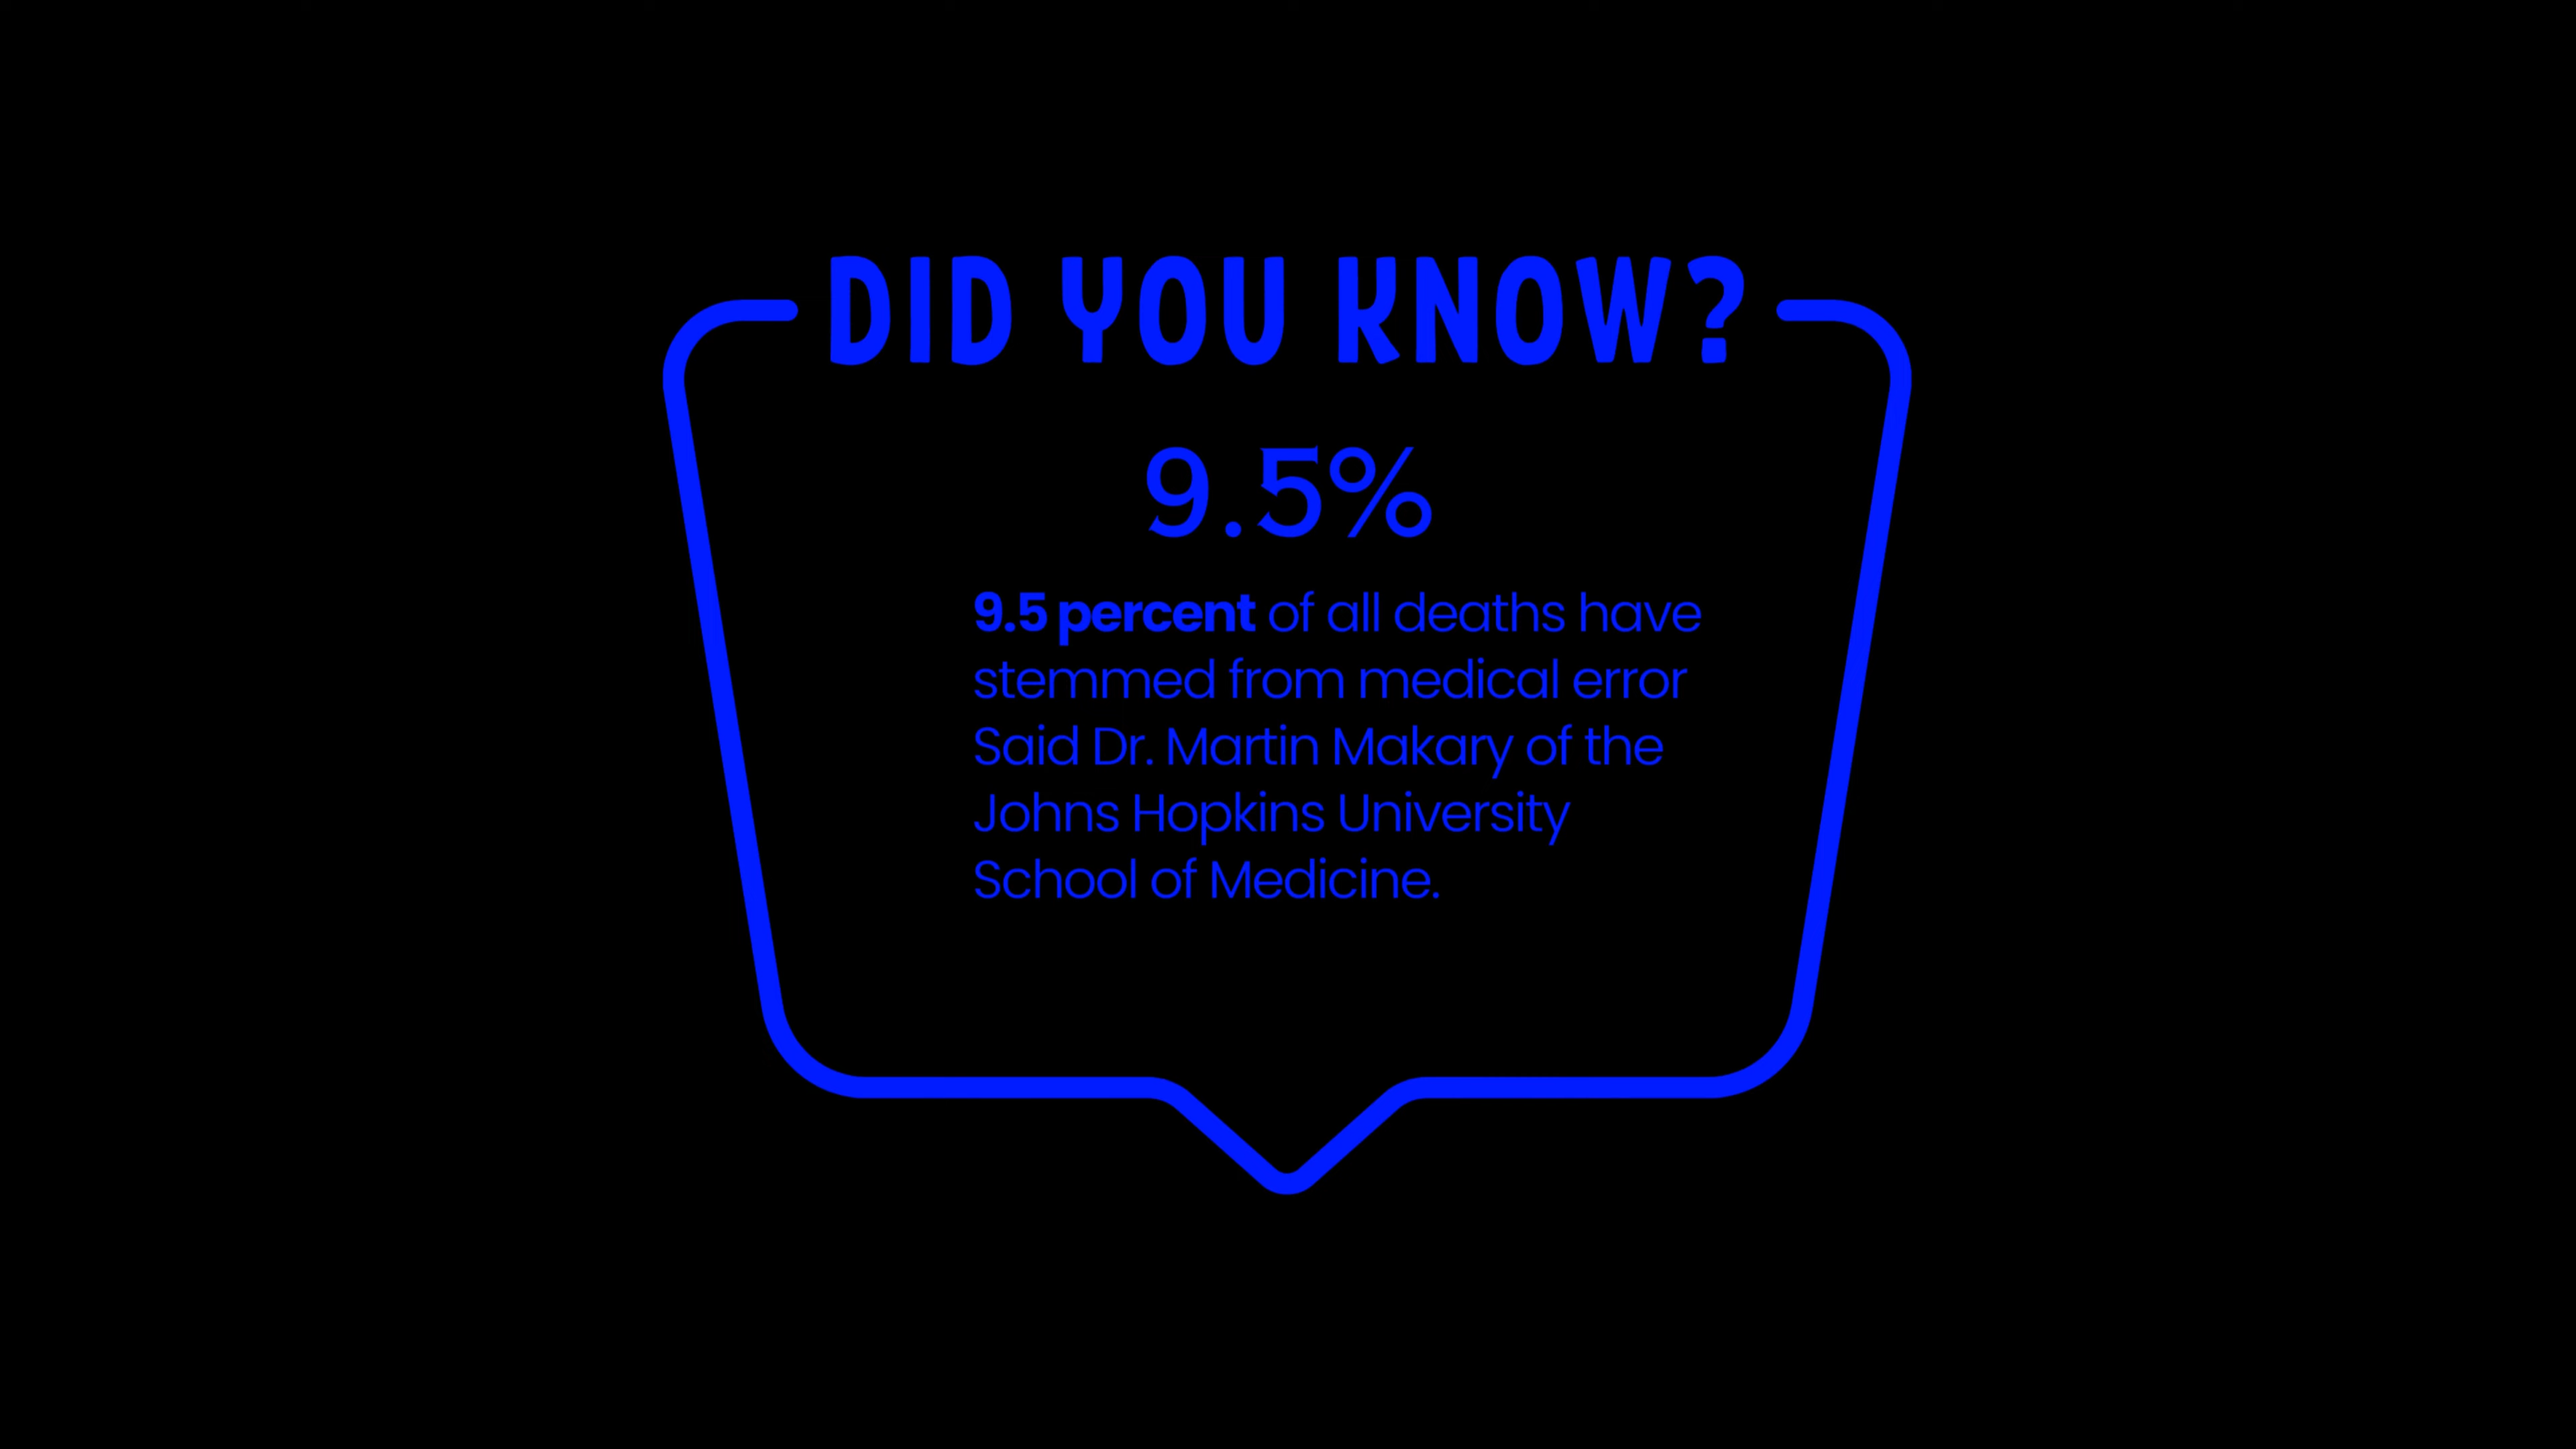 DID YOU KNOW?
9.5%
9.5 percent of all deaths have
stemmed from medical error
Said Dr. Martin Makary of the
Johns Hopkins University
School of Medicine.